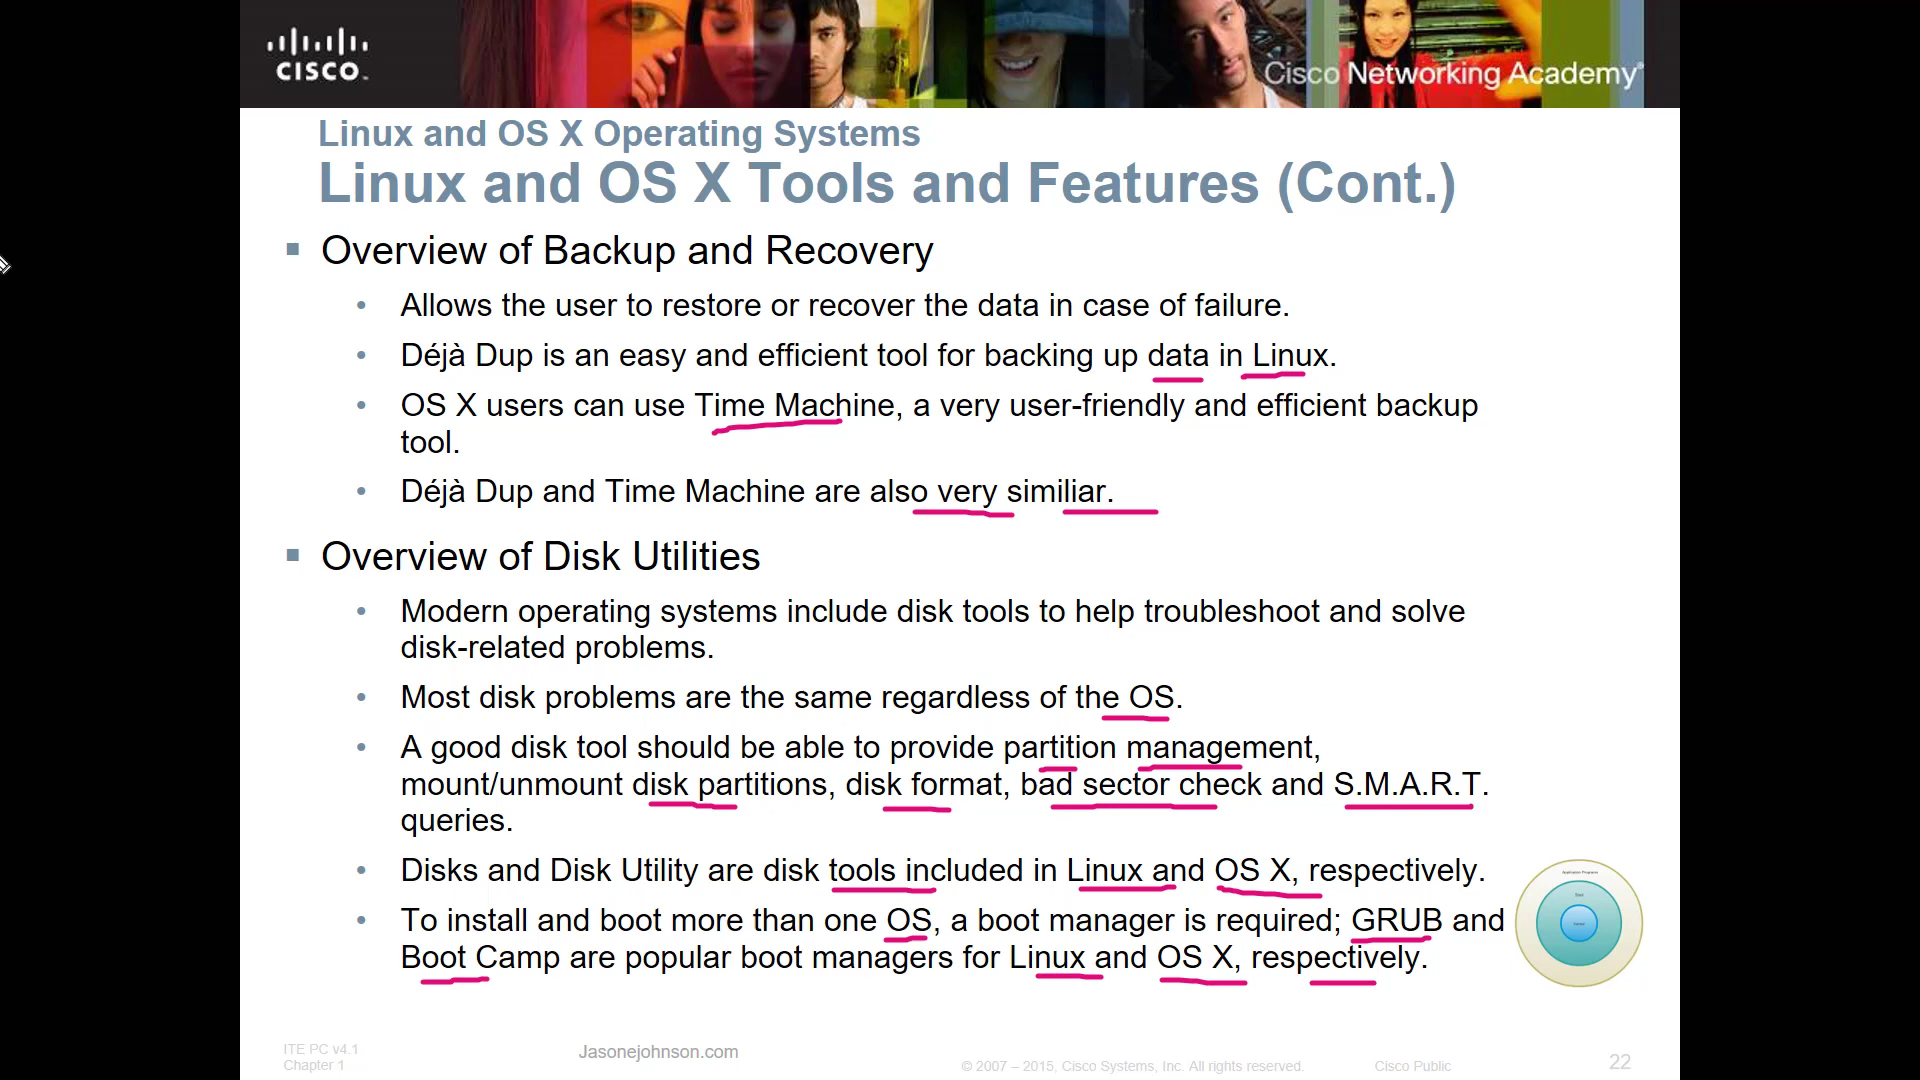 CISCO™
Cisco Networking Academy®
Linux and OS X Operating Systems
Linux and OS X Tools and Features (Cont.)
▪ Overview of Backup and Recovery
• Allows the user to restore or recover the data in case of failure.
• Déjà Dup is an easy and efficient tool for backing up data in Linux.
• OS X users can use Time Machine, a very user-friendly and efficient backup
tool.
• Déjà Dup and Time Machine are also very similiar.
▪ Overview of Disk Utilities
• Modern operating systems include disk tools to help troubleshoot and solve
disk-related problems.
• Most disk problems are the same regardless of the OS.
• A good disk tool should be able to provide partition management,
mount/unmount disk partitions, disk format, bad sector check and S.M.A.R.T.
queries.
• Disks and Disk Utility are disk tools included in Linux and OS X, respectively.
• To install and boot more than one OS, a boot manager is required; GRUB and
Boot Camp are popular boot managers for Linux and OS X, respectively.
Application Programs
ITE PC v4.1
Chapter 1
Jasonejohnson.com
© 2007 – 2015, Cisco Systems, Inc. All rights reserved.
Cisco Public
22